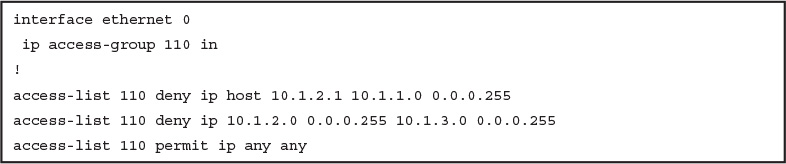 interface ethernet 0
 ip access-group 110 in
!
access-list 110 deny ip host 10.1.2.1 10.1.1.0 0.0.0.255
access-list 110 deny ip 10.1.2.0 0.0.0.255 10.1.3.0 0.0.0.255
access-list 110 permit ip any any